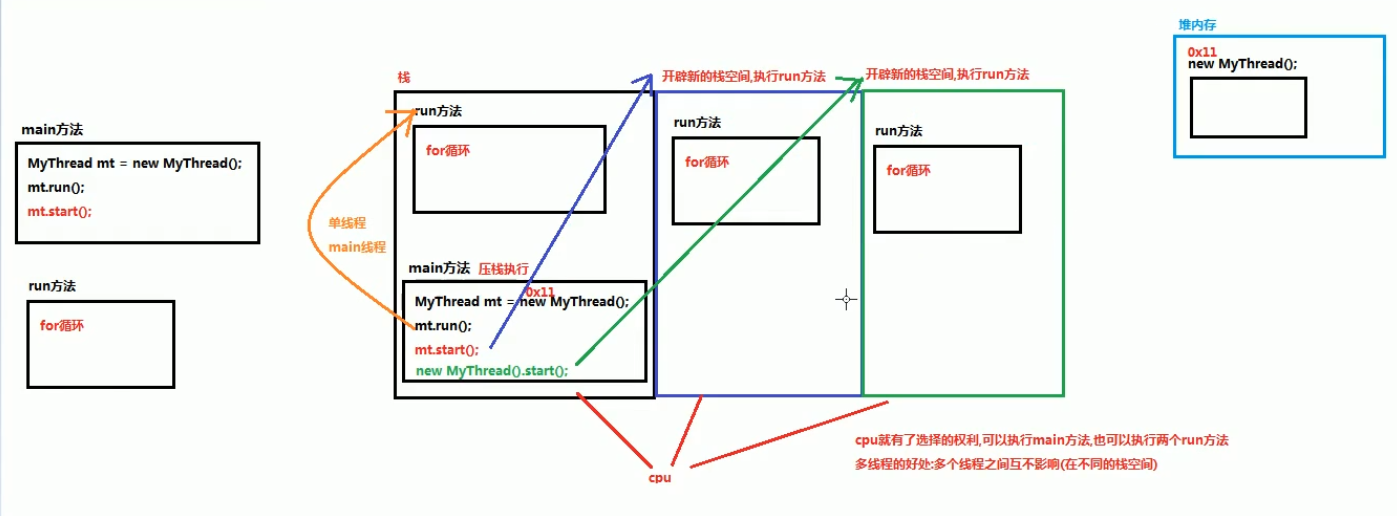 main方法
MyThread mt = new MyThread();
mt.run();
mt.start();
run方法
for循环
单线程
main线程
栈
run方法
for循环
main方法 压栈执行
0x11
MyThread mt = new MyThread();
mt.run();
mt.start();
new MyThread().start();
开辟新的栈空间,执行run方法
run方法
for循环
开辟新的栈空间,执行run方法
run方法
for循环
堆内存
0x11
new MyThread();
cpu
cpu就有了选择的权利,可以执行main方法,也可以执行两个run方法
多线程的好处:多个线程之间互不影响(在不同的栈空间)